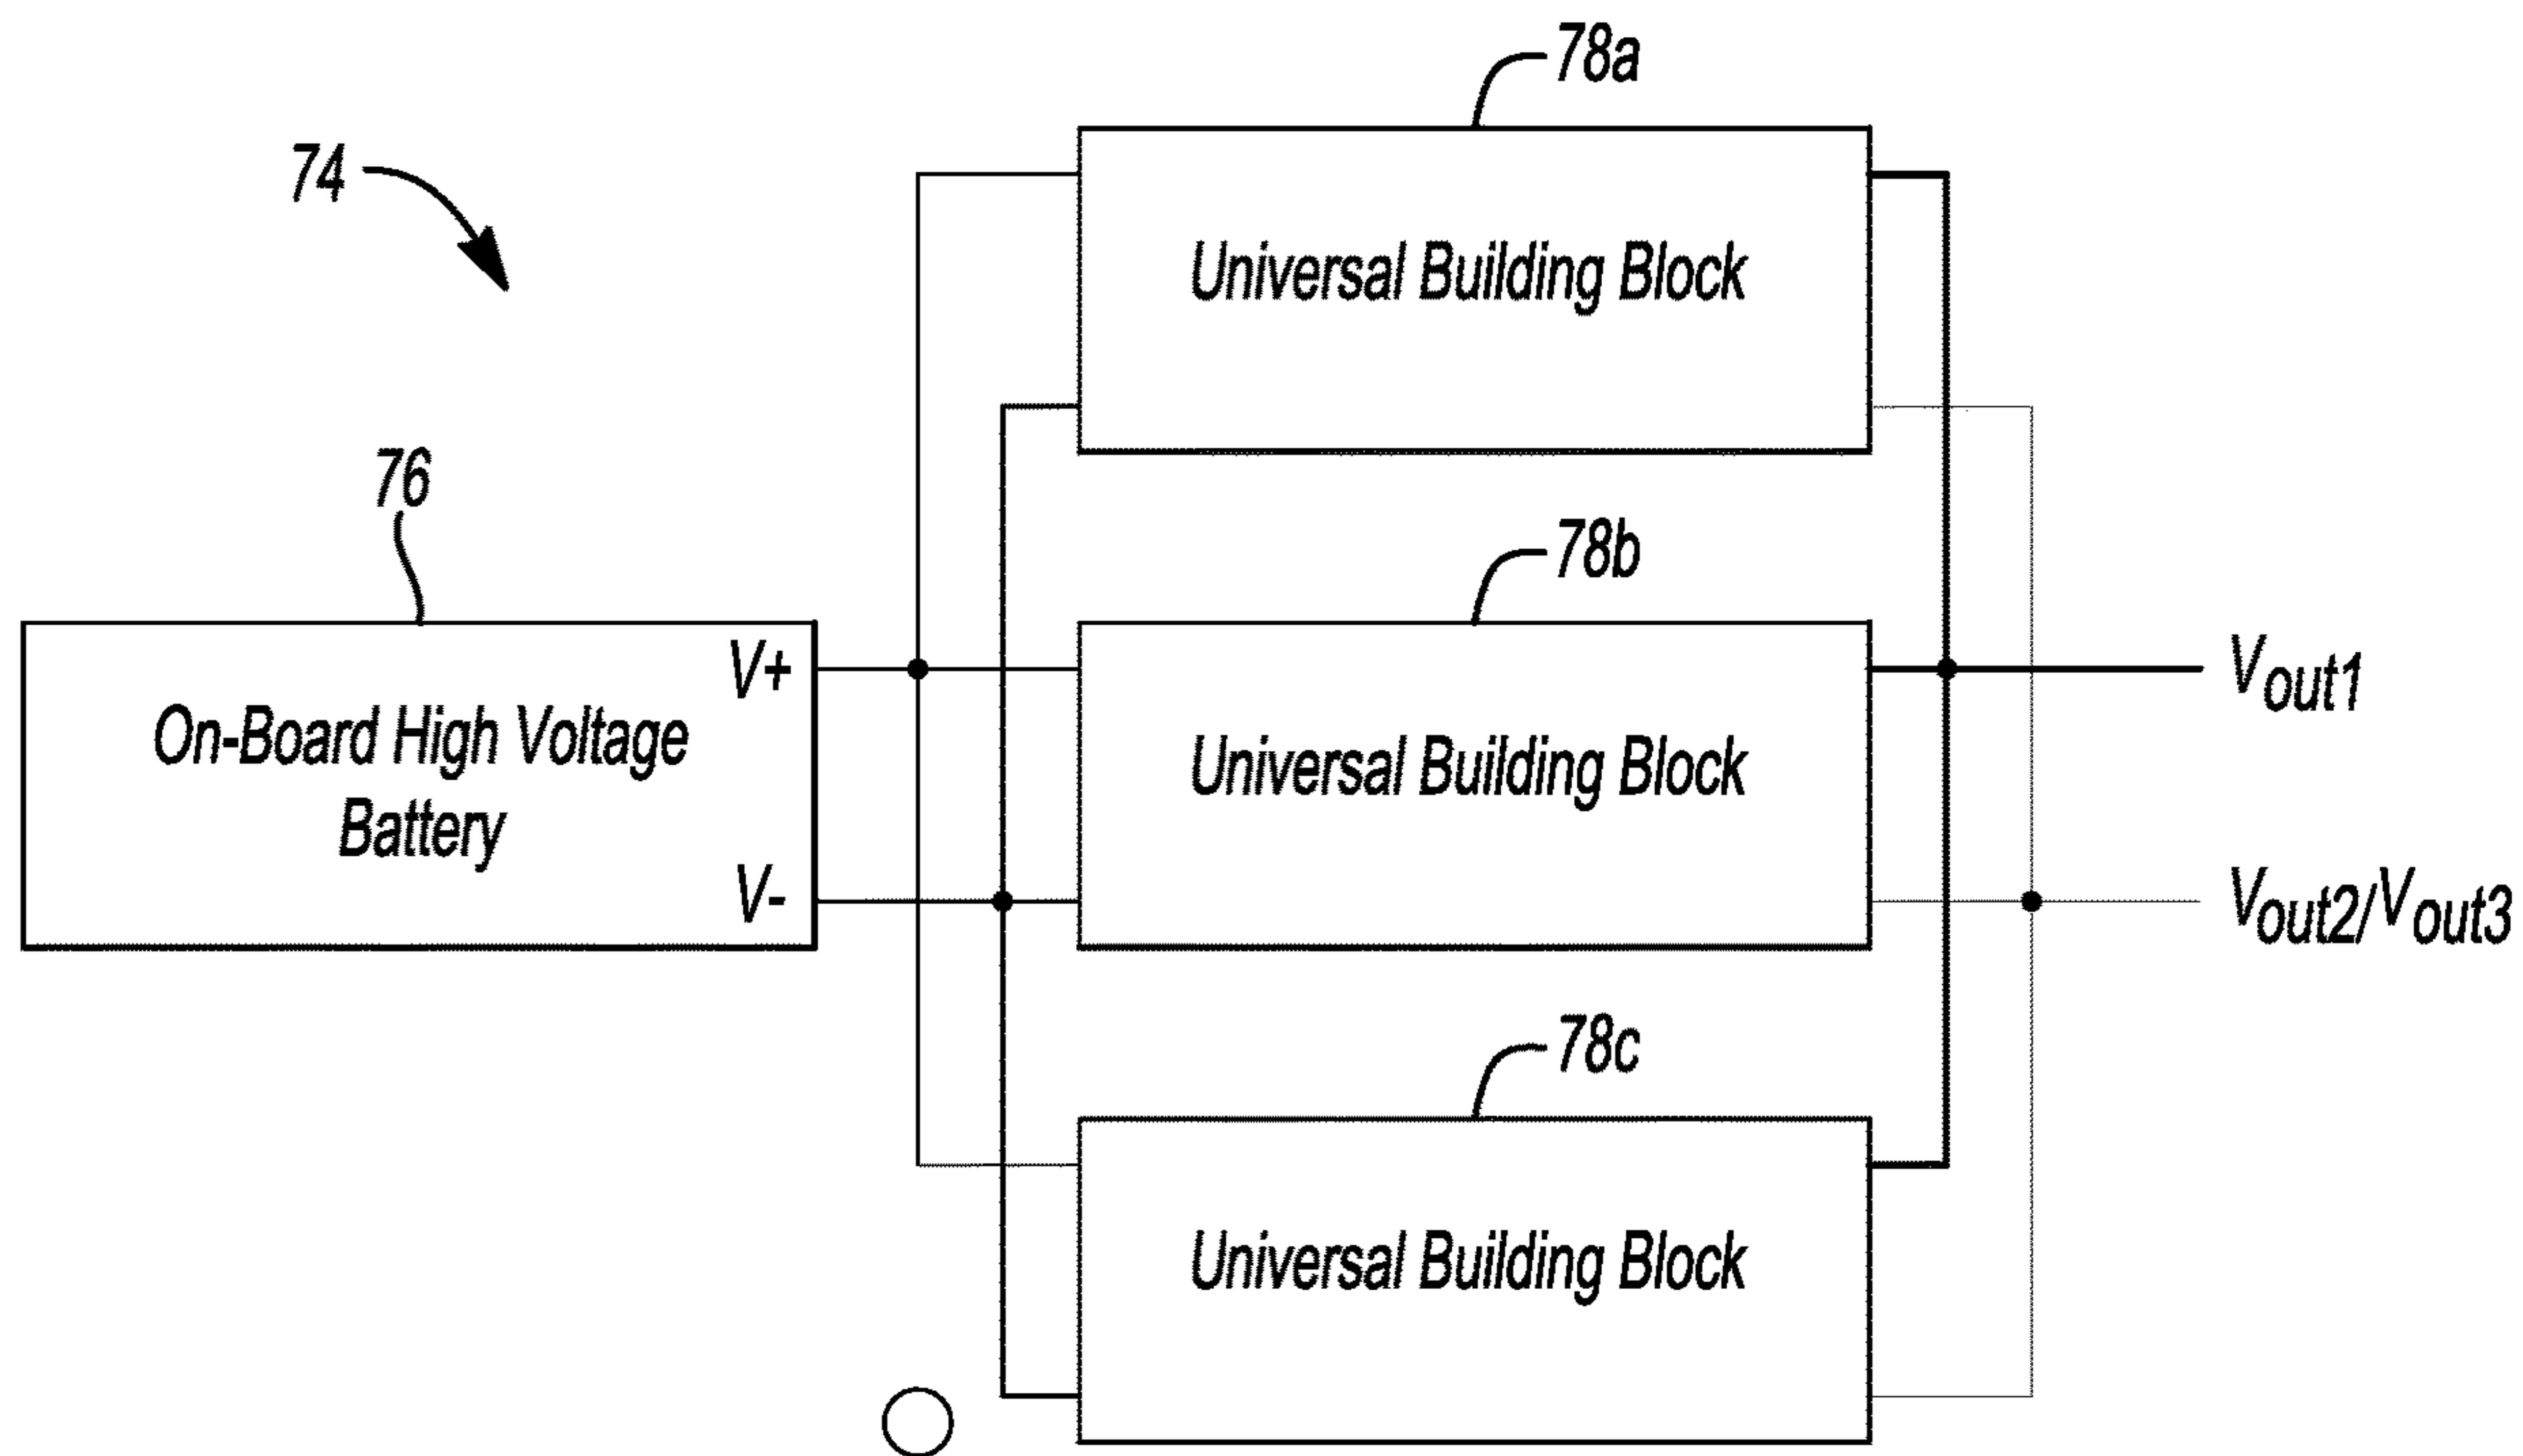 78a
74
Universal Building Block
76
78b
V+
On-Board High Voltage
Battery
V-
Universal Building Block
Vout1
Vout2/Vout3
78c
Universal Building Block